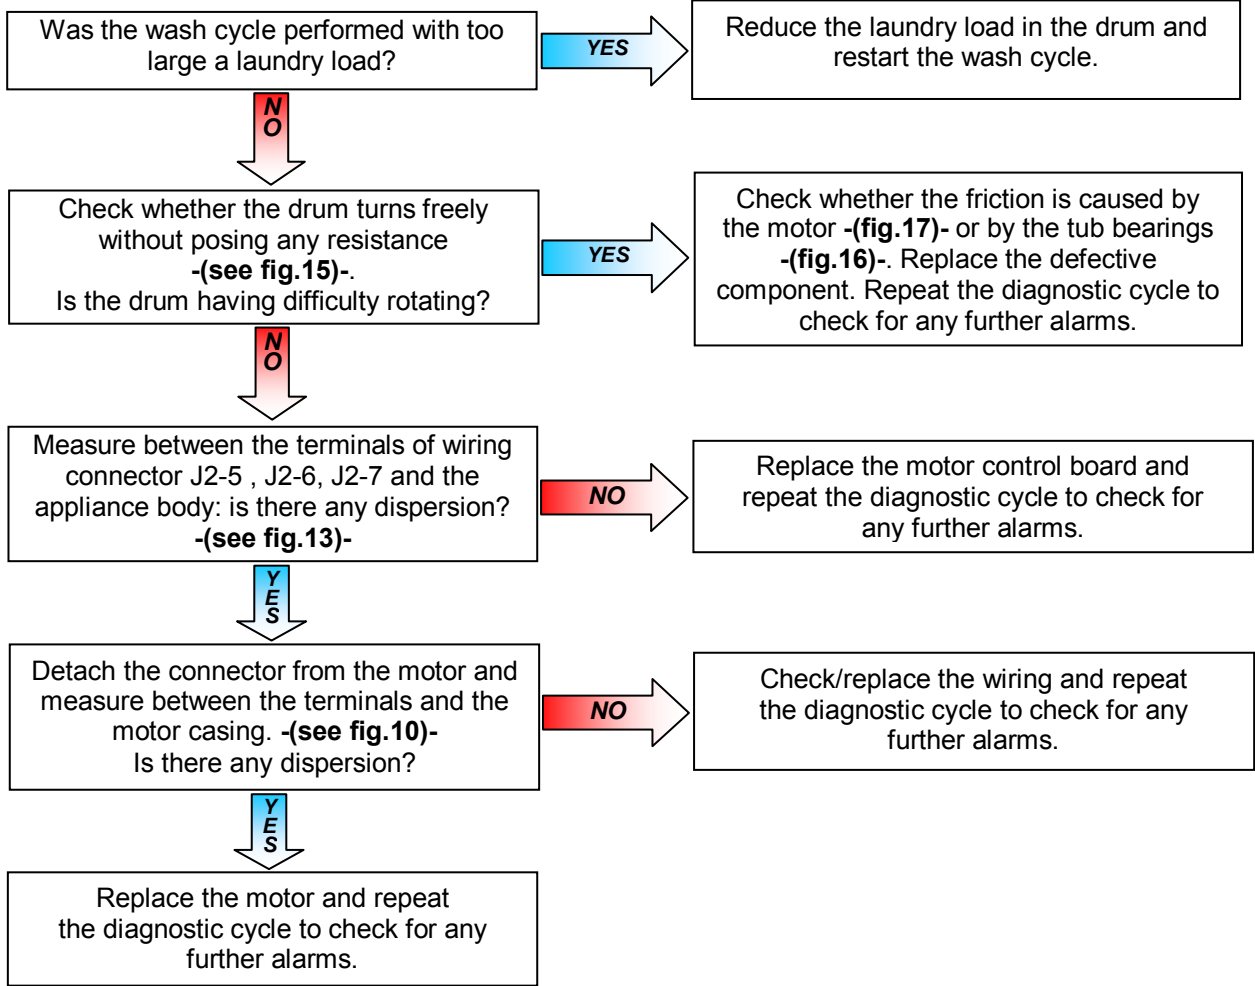 Was the wash cycle performed with too
large a laundry load?
YES
Reduce the laundry load in the drum and
restart the wash cycle.
NO
Check whether the drum turns freely
without posing any resistance
-(see fig.15)-.
Is the drum having difficulty rotating?
YES
Check whether the friction is caused by
the motor -(fig.17)- or by the tub bearings
-(fig.16)-. Replace the defective
component. Repeat the diagnostic cycle to
check for any further alarms.
NO
Measure between the terminals of wiring
connector J2-5 , J2-6, J2-7 and the
appliance body: is there any dispersion?
-(see fig.13)-
NO
Replace the motor control board and
repeat the diagnostic cycle to check for
any further alarms.
YES
Detach the connector from the motor and
measure between the terminals and the
motor casing. -(see fig.10)-
Is there any dispersion?
NO
Check/replace the wiring and repeat
the diagnostic cycle to check for any
further alarms.
YES
Replace the motor and repeat
the diagnostic cycle to check for any
further alarms.